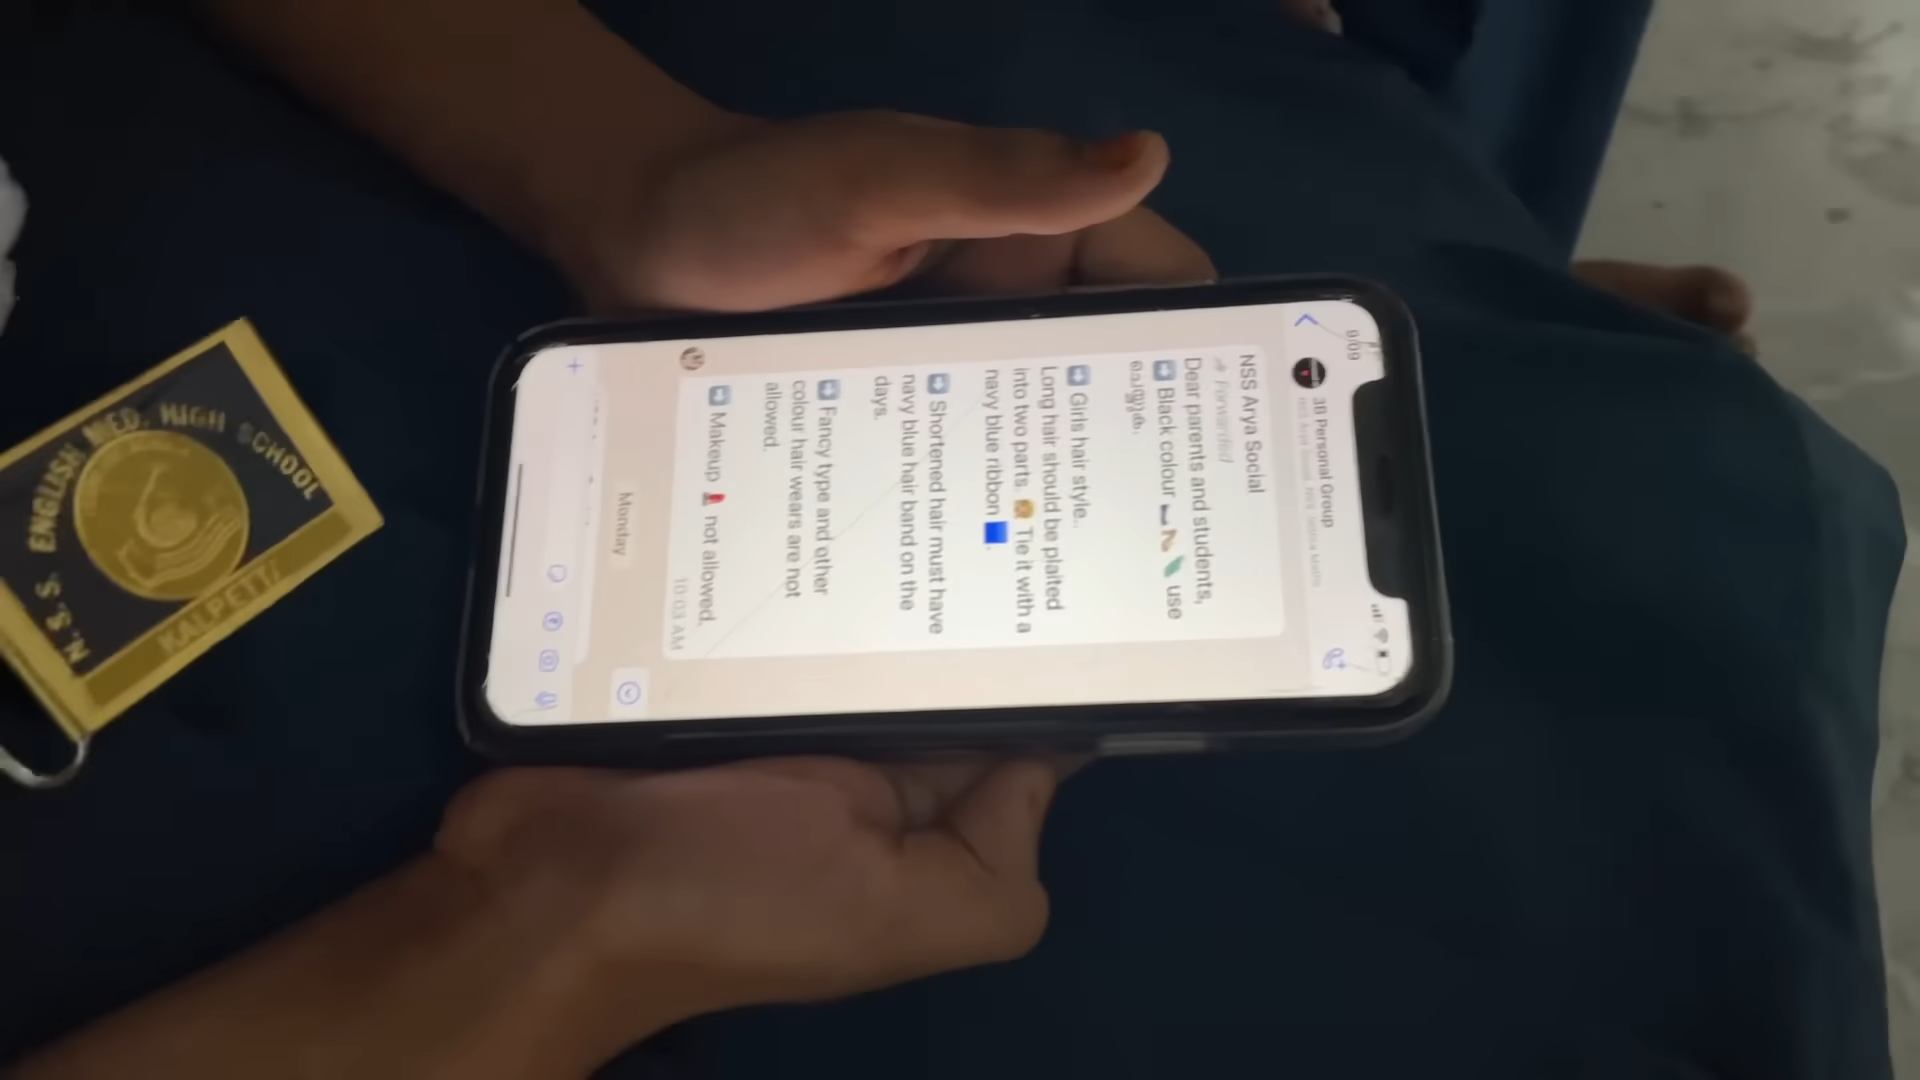 9:09
3B Personal Group
NSS Arya Social
Forwarded
Dear parents and students,
➡️ Black colour 👡 use
➡️ Girls hair style..
Long hair should be plaited
into two parts. Tie it with a
navy blue ribbon 🟦.
➡️ Shortened hair must have
navy blue hair band on the
days.
➡️ Fancy type and other
colour hair wears are not
allowed.
➡️ Makeup 💄 not allowed.
10:03 AM
Monday
N. S. S. ENGLISH MED. HIGH SCHOOL
KALPETTA